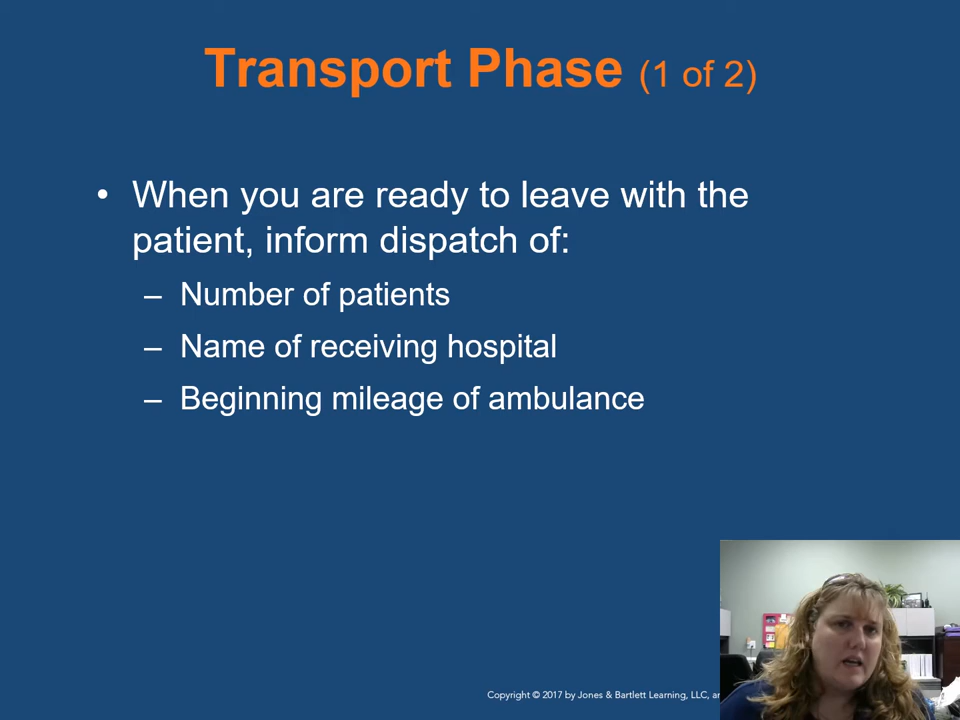 Transport Phase (1 of 2)
• When you are ready to leave with the
patient, inform dispatch of:
– Number of patients
– Name of receiving hospital
– Beginning mileage of ambulance
Copyright © 2017 by Jones & Bartlett Learning, LLC,